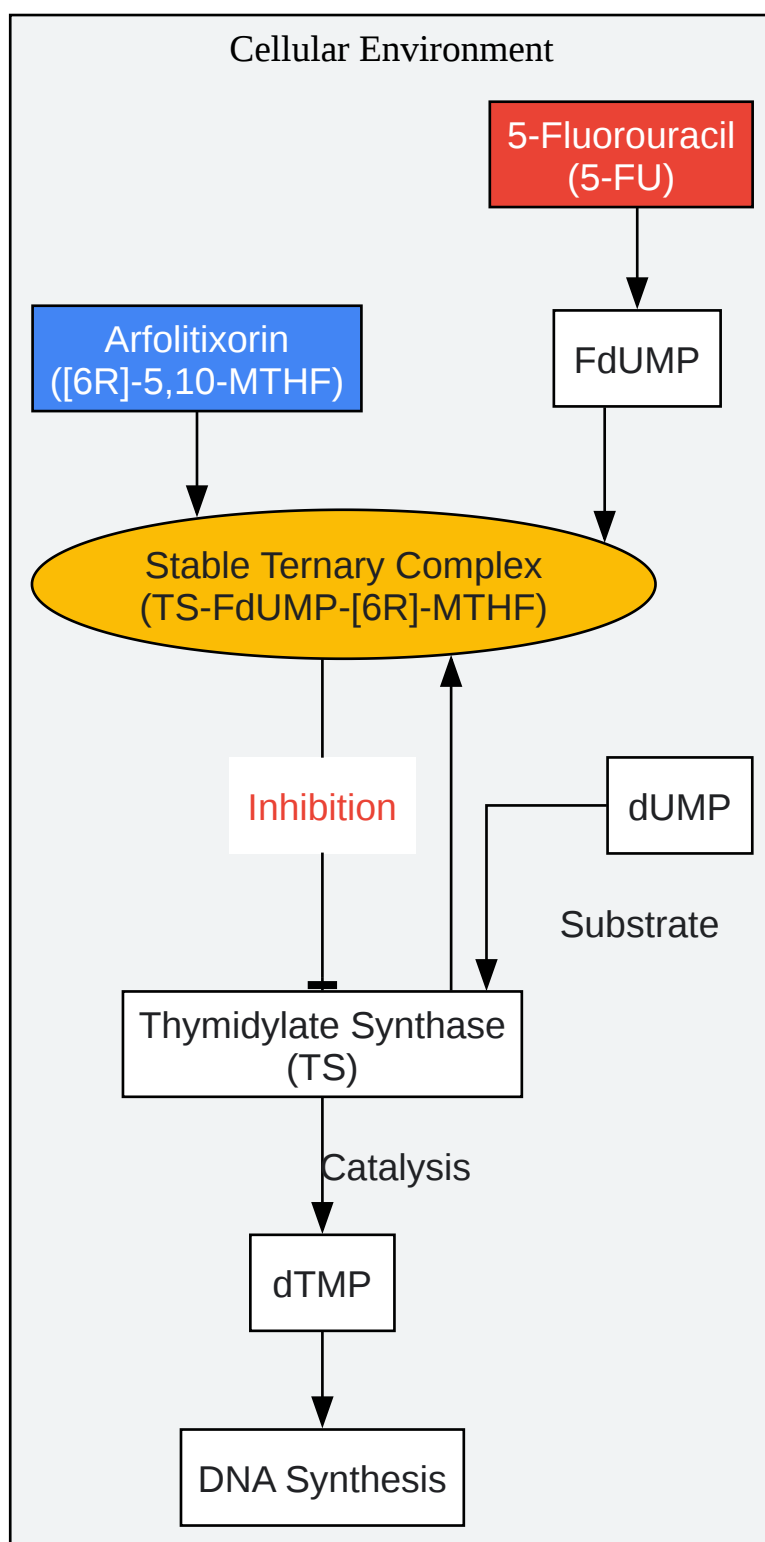 Cellular Environment
5-Fluorouracil
(5-FU)
Arfolitixorin
([6R]-5,10-MTHF)
FdUMP
Stable Ternary Complex
(TS-FdUMP-[6R]-MTHF)
Inhibition
dUMP
Substrate
Thymidylate Synthase
(TS)
Catalysis
dTMP
DNA Synthesis